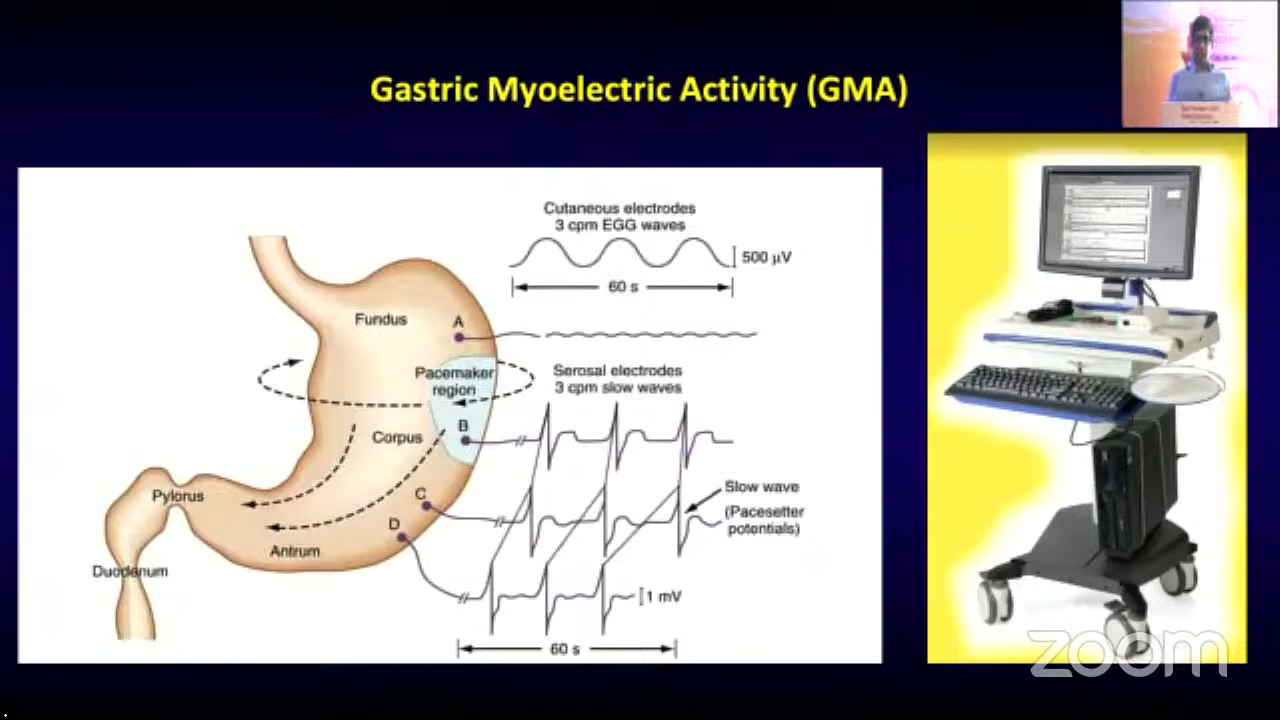 Gastric Myoelectric Activity (GMA)
Cutaneous electrodes
3 cpm EGG waves
500 μV
60 s
Fundus
A
Pacemaker
region
Serosal electrodes
3 cpm slow waves
B
Corpus
C
Slow wave
(Pacesetter
potentials)
Pylorus
D
Antrum
Duodenum
1 mV
60 s
zoom